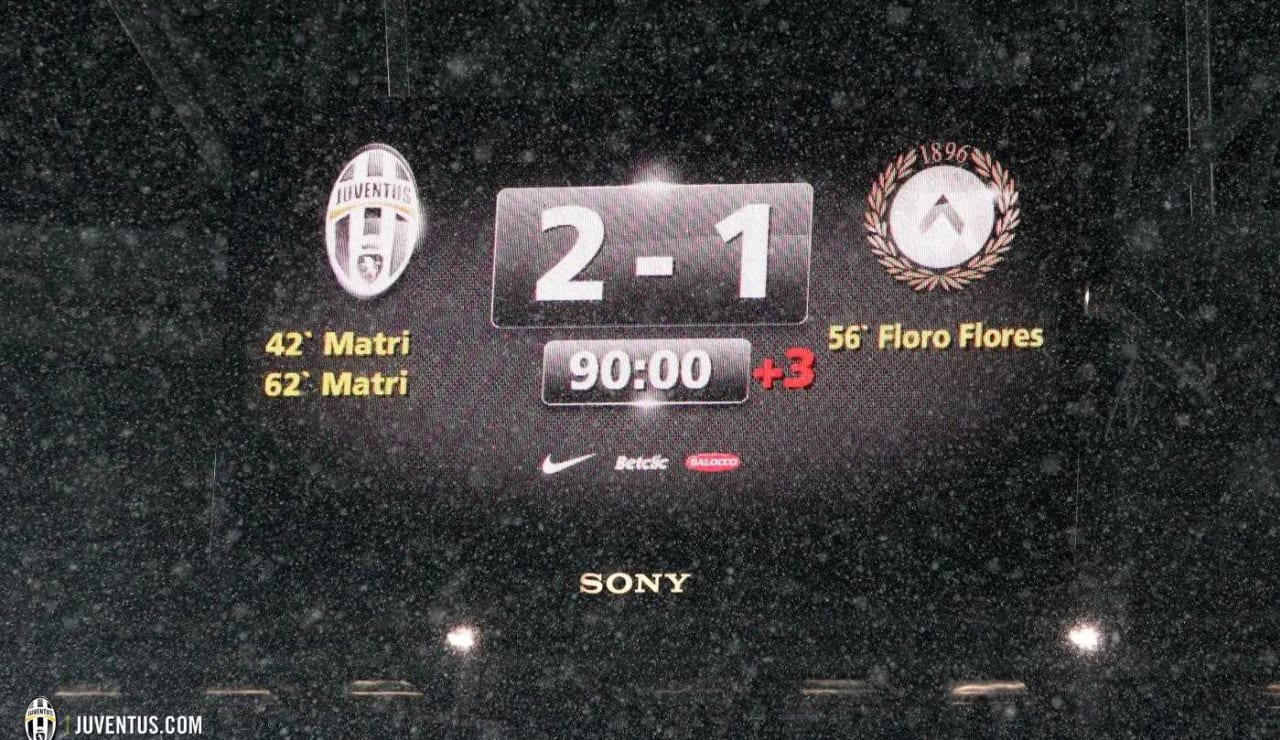 JUVENTUS
1896
2 - 1
42` Matri
62` Matri
56` Floro Flores
90:00 +3
Betclic BALOCCO
SONY
JUVENTUS.COM